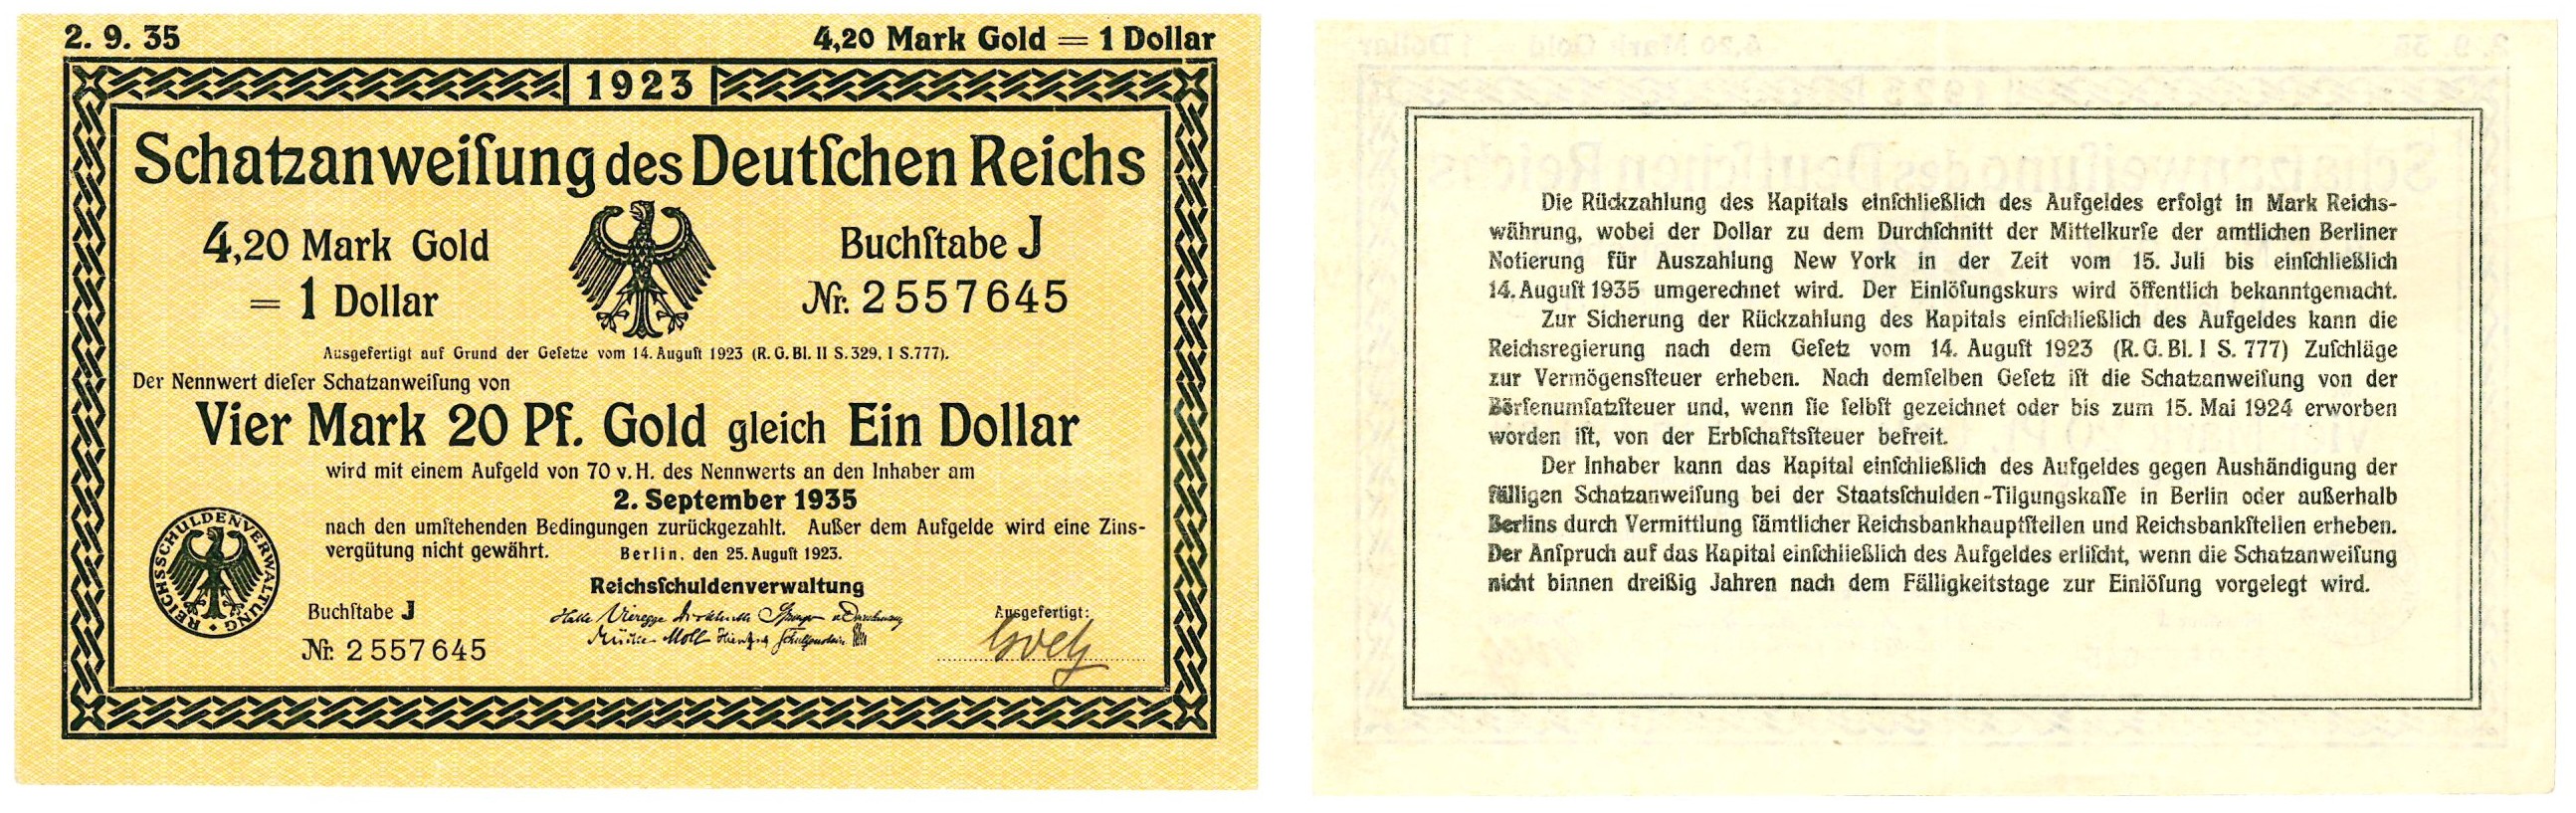 2. 9. 35
4,20 Mark Gold = 1 Dollar
1923
Schatzanweiſung des Deutſchen Reichs
4,20 Mark Gold
= 1 Dollar
Buchſtabe J
Nr. 2557645
Ausgefertigt auf Grund der Geſetze vom 14. Auguſt 1923 (R. G. Bl. II S. 329, I S. 777).
Der Nennwert dieſer Schatzanweiſung von
Vier Mark 20 Pf. Gold gleich Ein Dollar
wird mit einem Aufgeld von 70 v. H. des Nennwerts an den Inhaber am
2. September 1935
nach den umſtehenden Bedingungen zurückgezahlt. Außer dem Aufgelde wird eine Zins-
vergütung nicht gewährt. Berlin, den 25. Auguſt 1923.
Reichsſchuldenverwaltung
REICHSSCHULDENVERWALTUNG
Buchſtabe J
Nr. 2557645
Halle Vieregge
Mücke Moll
Ausgefertigt:
Die Rückzahlung des Kapitals einſchließlich des Aufgeldes erfolgt in Mark Reichs-
währung, wobei der Dollar zu dem Durchſchnitt der Mittelkurſe der amtlichen Berliner
Notierung für Auszahlung New York in der Zeit vom 15. Juli bis einſchließlich
14. Auguſt 1935 umgerechnet wird. Der Einlöſungskurs wird öffentlich bekanntgemacht.
Zur Sicherung der Rückzahlung des Kapitals einſchließlich des Aufgeldes kann die
Reichsregierung nach dem Geſetz vom 14. Auguſt 1923 (R. G. Bl. I S. 777) Zuſchläge
zur Vermögensſteuer erheben. Nach demſelben Geſetz iſt die Schatzanweiſung von der
Börſenumſatzſteuer und, wenn ſie ſelbſt gezeichnet oder bis zum 15. Mai 1924 erworben
worden iſt, von der Erbſchaftsſteuer befreit.
Der Inhaber kann das Kapital einſchließlich des Aufgeldes gegen Aushändigung der
fälligen Schatzanweiſung bei der Staatsſchulden-Tilgungskaſſe in Berlin oder außerhalb
Berlins durch Vermittlung ſämtlicher Reichsbankhauptſtellen und Reichsbankſtellen erheben.
Der Anſpruch auf das Kapital einſchließlich des Aufgeldes erliſcht, wenn die Schatzanweiſung
nicht binnen dreißig Jahren nach dem Fälligkeitstage zur Einlöſung vorgelegt wird.